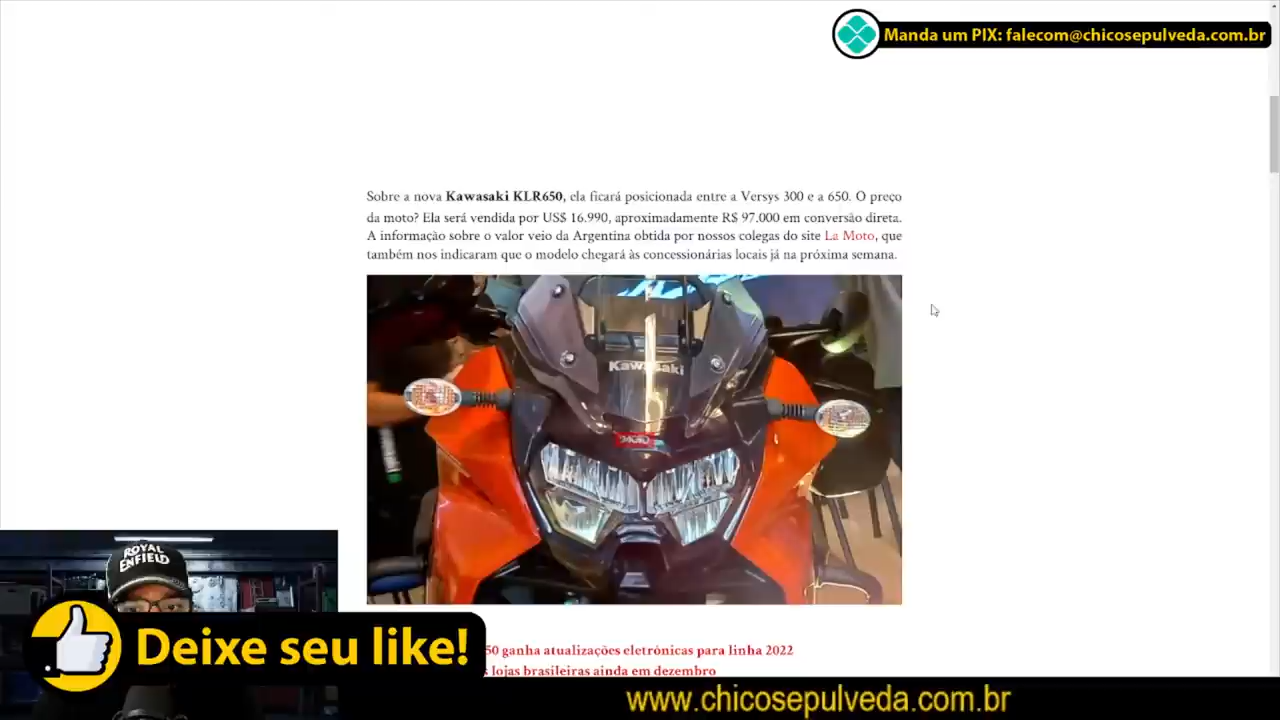 Manda um PIX: falecom@chicosepulveda.com.br
Sobre a nova Kawasaki KLR650, ela ficará posicionada entre a Versys 300 e a 650. O preço
da moto? Ela será vendida por US$ 16.990, aproximadamente R$ 97.000 em conversão direta.
A informação sobre o valor veio da Argentina obtida por nossos colegas do site La Moto, que
também nos indicaram que o modelo chegará às concessionárias locais já na próxima semana.
Kawasaki
ROYAL
ENFIELD
Deixe seu like!
50 ganha atualizações eletrônicas para linha 2022
lojas brasileiras ainda em dezembro
www.chicosepulveda.com.br